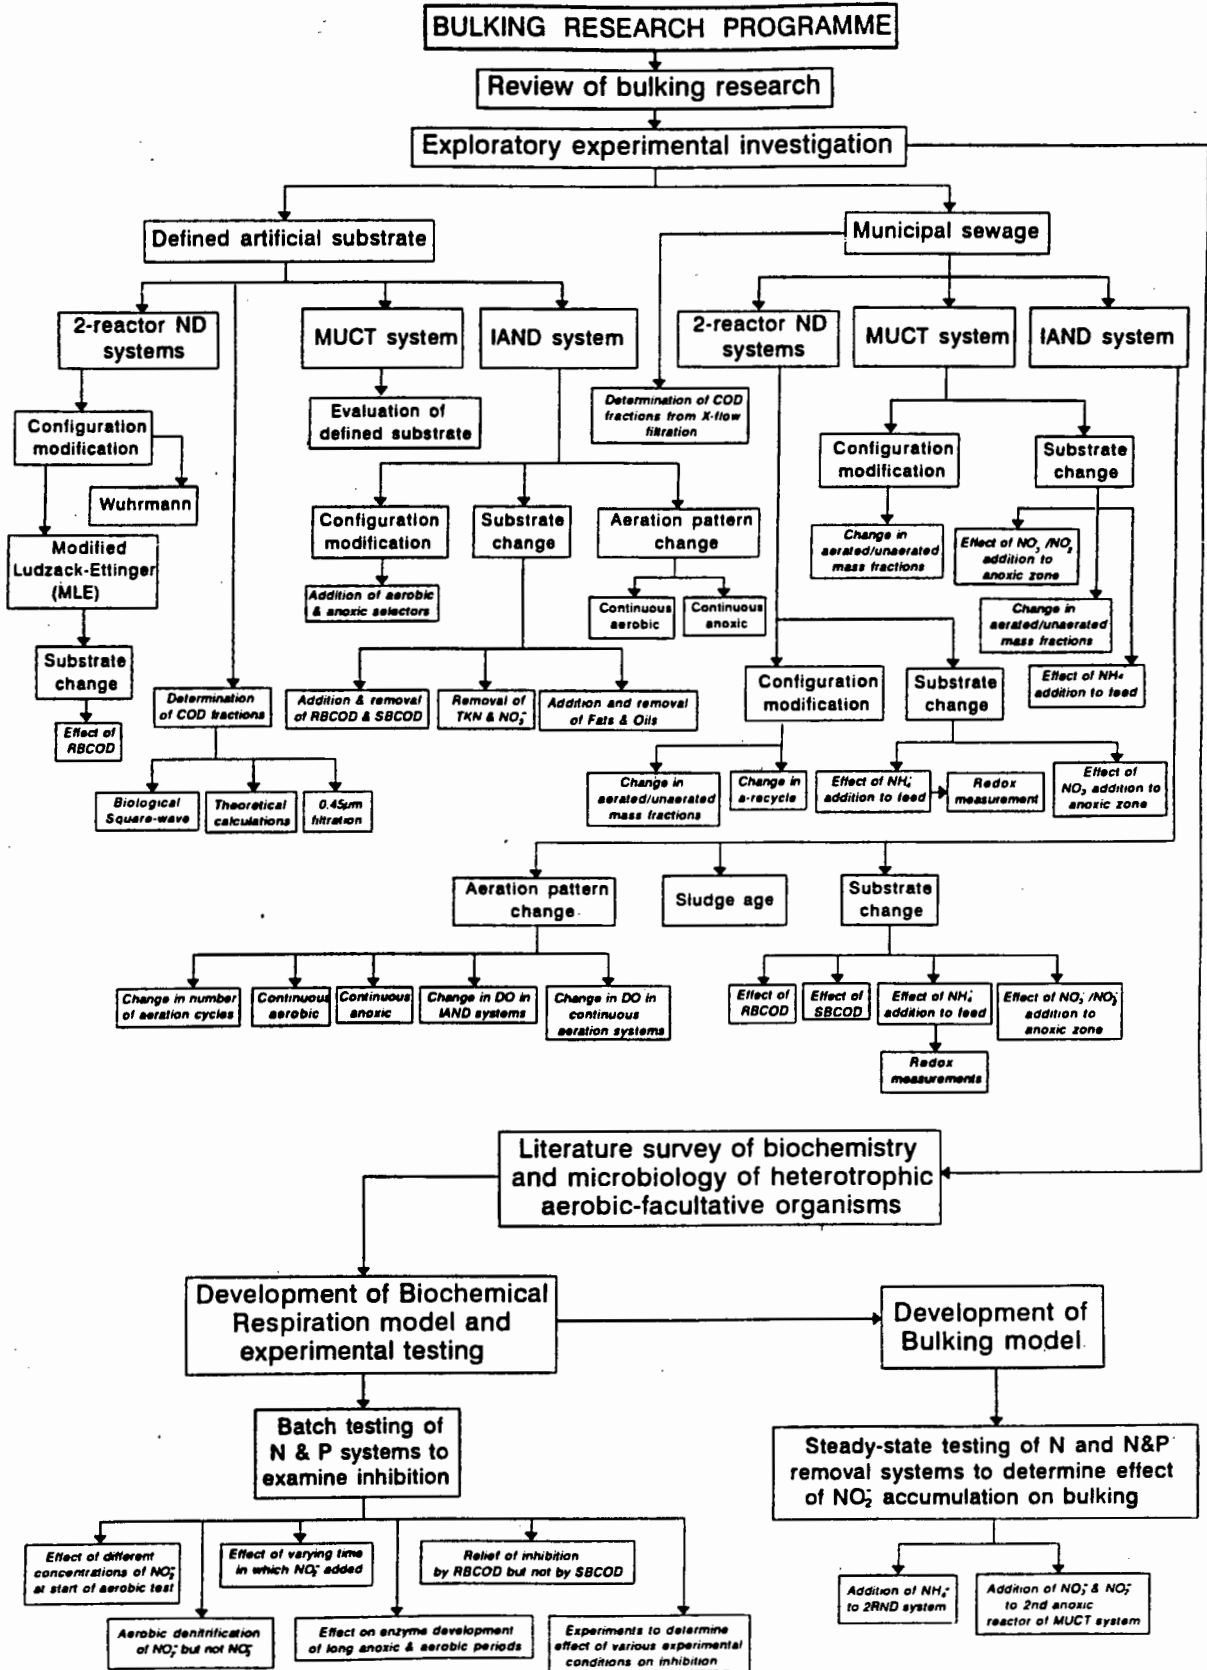 BULKING RESEARCH PROGRAMME
Review of bulking research
Exploratory experimental investigation
Defined artificial substrate
Municipal sewage
2-reactor ND
systems
MUCT system
IAND system
2-reactor ND
systems
MUCT system
IAND system
Configuration
modification
Evaluation of
defined substrate
Determination of COD
fractions from X-flow
filtration
Configuration
modification
Substrate
change
Wuhrmann
Modified
Ludzack-Ettinger
(MLE)
Configuration
modification
Substrate
change
Aeration pattern
change
Change in
aerated/unaerated
mass fractions
Effect of NO₃⁻/NO₂⁻
addition to
anoxic zone
Addition of aerobic
& anoxic selectors
Continuous
aerobic
Continuous
anoxic
Change in
aerated/unaerated
mass fractions
Substrate
change
Effect of NH₄
addition to feed
Configuration
modification
Substrate
change
Determination
of COD fractions
Addition & removal
of RBCOD & SBCOD
Removal of
TKN & NO₃⁻
Addition and removal
of Fats & Oils
Effect of
RBCOD
Biological
Square-wave
Theoretical
calculations
0.45µm
filtration
Change in
aerated/unaerated
mass fractions
Change in
a-recycle
Effect of NH₄⁺
addition to feed
Redox
measurement
Effect of
NO₃ addition to
anoxic zone
Aeration pattern
change
Sludge age
Substrate
change
Change in number
of aeration cycles
Continuous
aerobic
Continuous
anoxic
Change in DO in
IAND systems
Change in DO in
continuous
aeration systems
Effect of
RBCOD
Effect of
SBCOD
Effect of NH₄⁺
addition to feed
Effect of NO₃⁻/NO₂⁻
addition to
anoxic zone
Redox
measurements
Literature survey of biochemistry
and microbiology of heterotrophic
aerobic-facultative organisms
Development of Biochemical
Respiration model and
experimental testing
Development of
Bulking model
Batch testing of
N & P systems to
examine inhibition
Steady-state testing of N and N&P
removal systems to determine effect
of NO₂⁻ accumulation on bulking
Effect of different
concentrations of NO₂⁻
at start of aerobic test
Effect of varying time
in which NO₂⁻ added
Relief of inhibition
by RBCOD but not by SBCOD
Aerobic denitrification
of NO₂⁻ but not NO₃⁻
Effect on enzyme development
of long anoxic & aerobic periods
Experiments to determine
effect of various experimental
conditions on inhibition
Addition of NH₄⁻
to 2RND system
Addition of NO₃⁻ & NO₂⁻
to 2nd anoxic
reactor of MUCT system